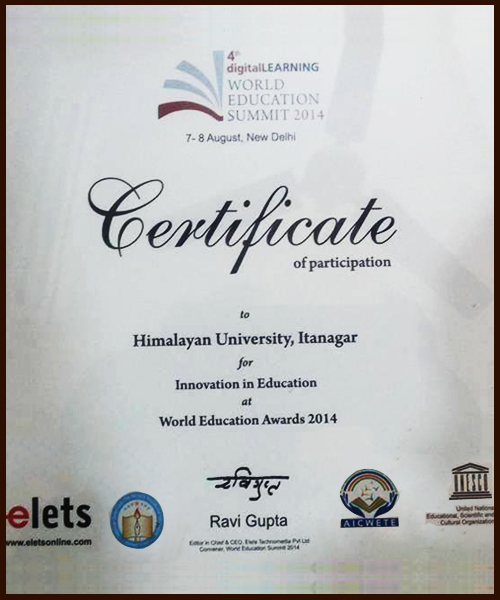 4th
digitalLEARNING
WORLD
EDUCATION
SUMMIT 2014
7- 8 August, New Delhi
Certificate
of participation
to
Himalayan University, Itanagar
for
Innovation in Education
at
World Education Awards 2014
रविगुप्त
Ravi Gupta
Editor in Chief & CEO, Elets Technomedia Pvt Ltd
Convener, World Education Summit 2014
elets
www.eletsonline.com
AICWETE
UNESCO
United Nation
Educational, Scientific and
Cultural Organization